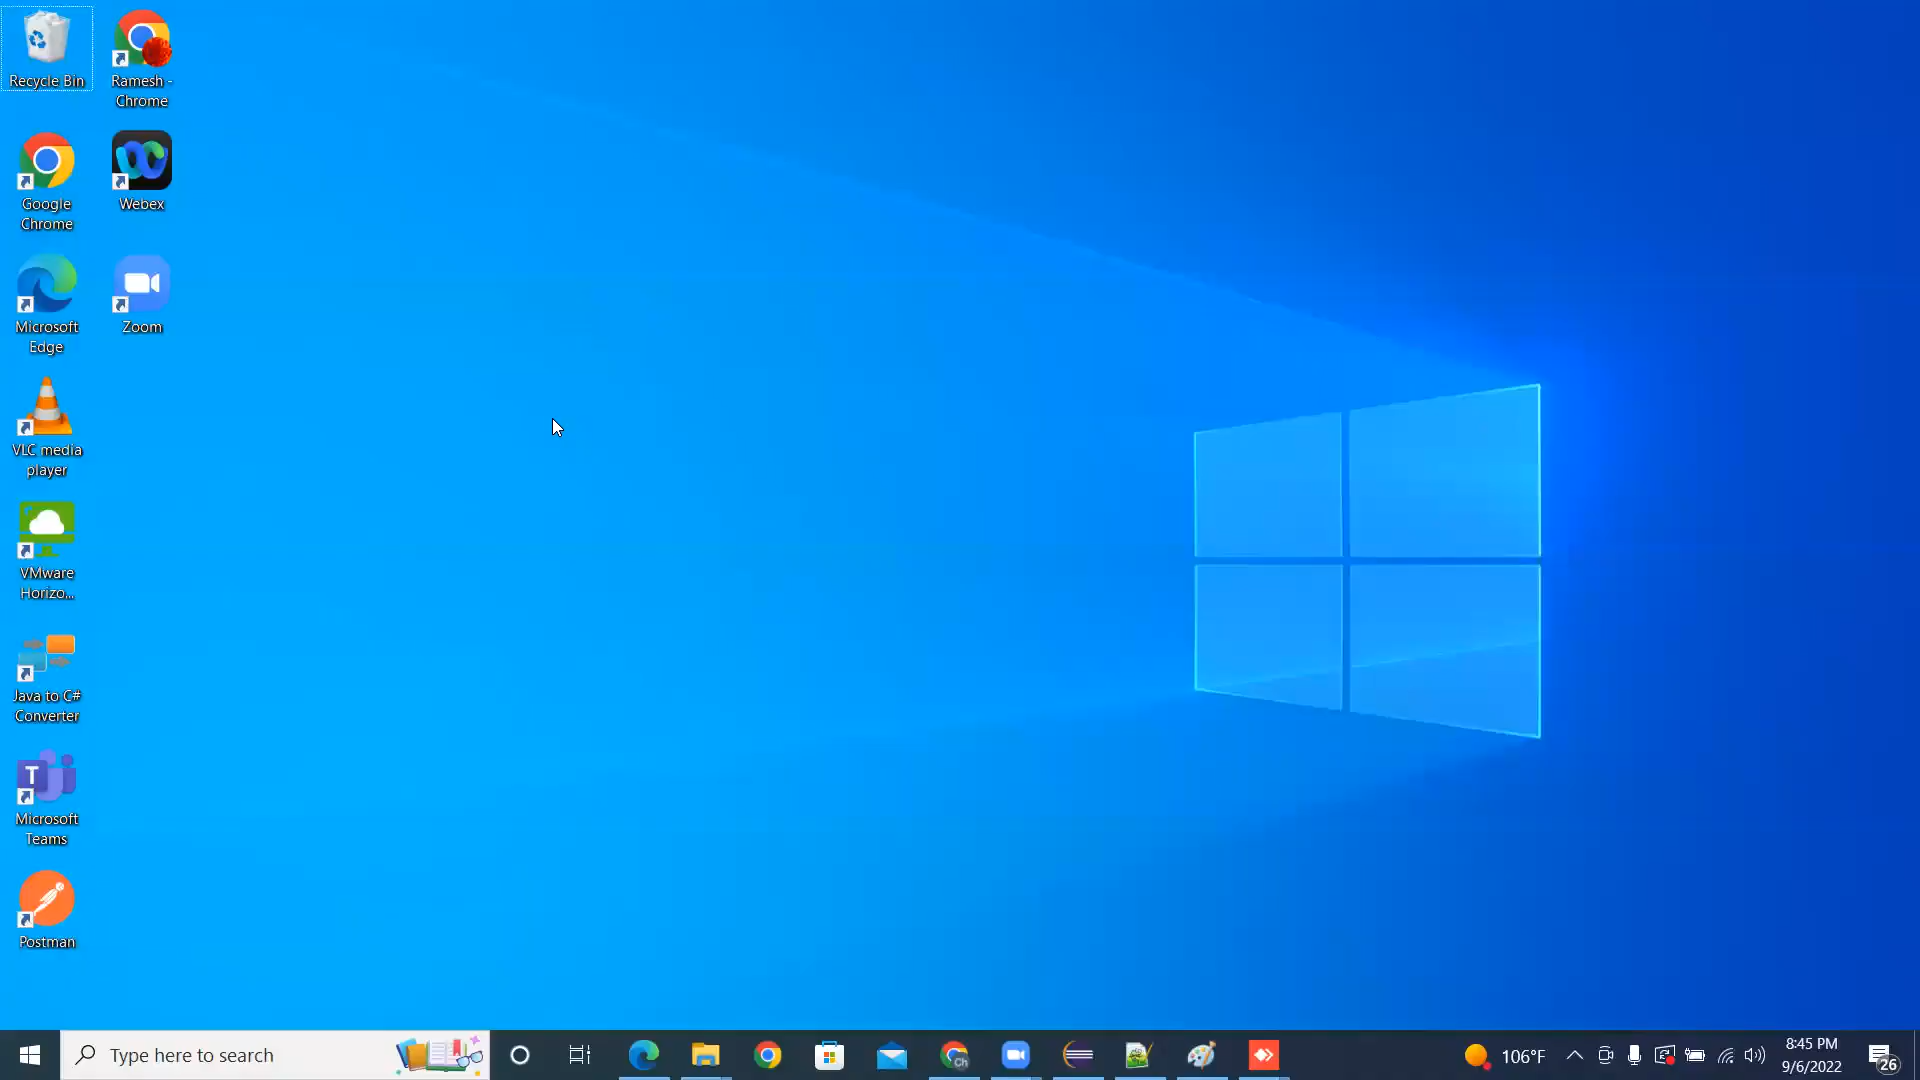 Recycle Bin
Ramesh -
Chrome
Google
Chrome
Webex
Microsoft
Edge
Zoom
VLC media
player
VMware
Horizo...
Java to C#
Converter
T
Microsoft
Teams
Postman
Type here to search
Ch
106°F
8:45 PM
9/6/2022
26